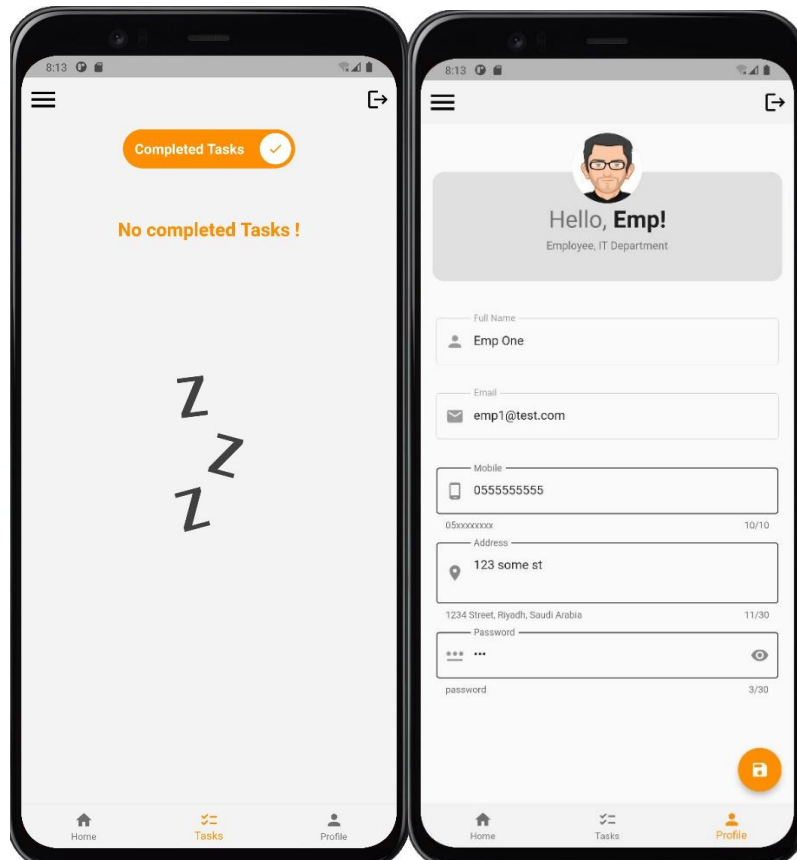 8:13
Completed Tasks
No completed Tasks !
Z
Z
Z
Home
Tasks
Profile
8:13
Hello, Emp!
Employee, IT Department
Full Name
Emp One
Email
emp1@test.com
Mobile
0555555555
05xxxxxxxx 10/10
Address
123 some st
1234 Street, Riyadh, Saudi Arabia 11/30
Password
•••
password 3/30
Home
Tasks
Profile